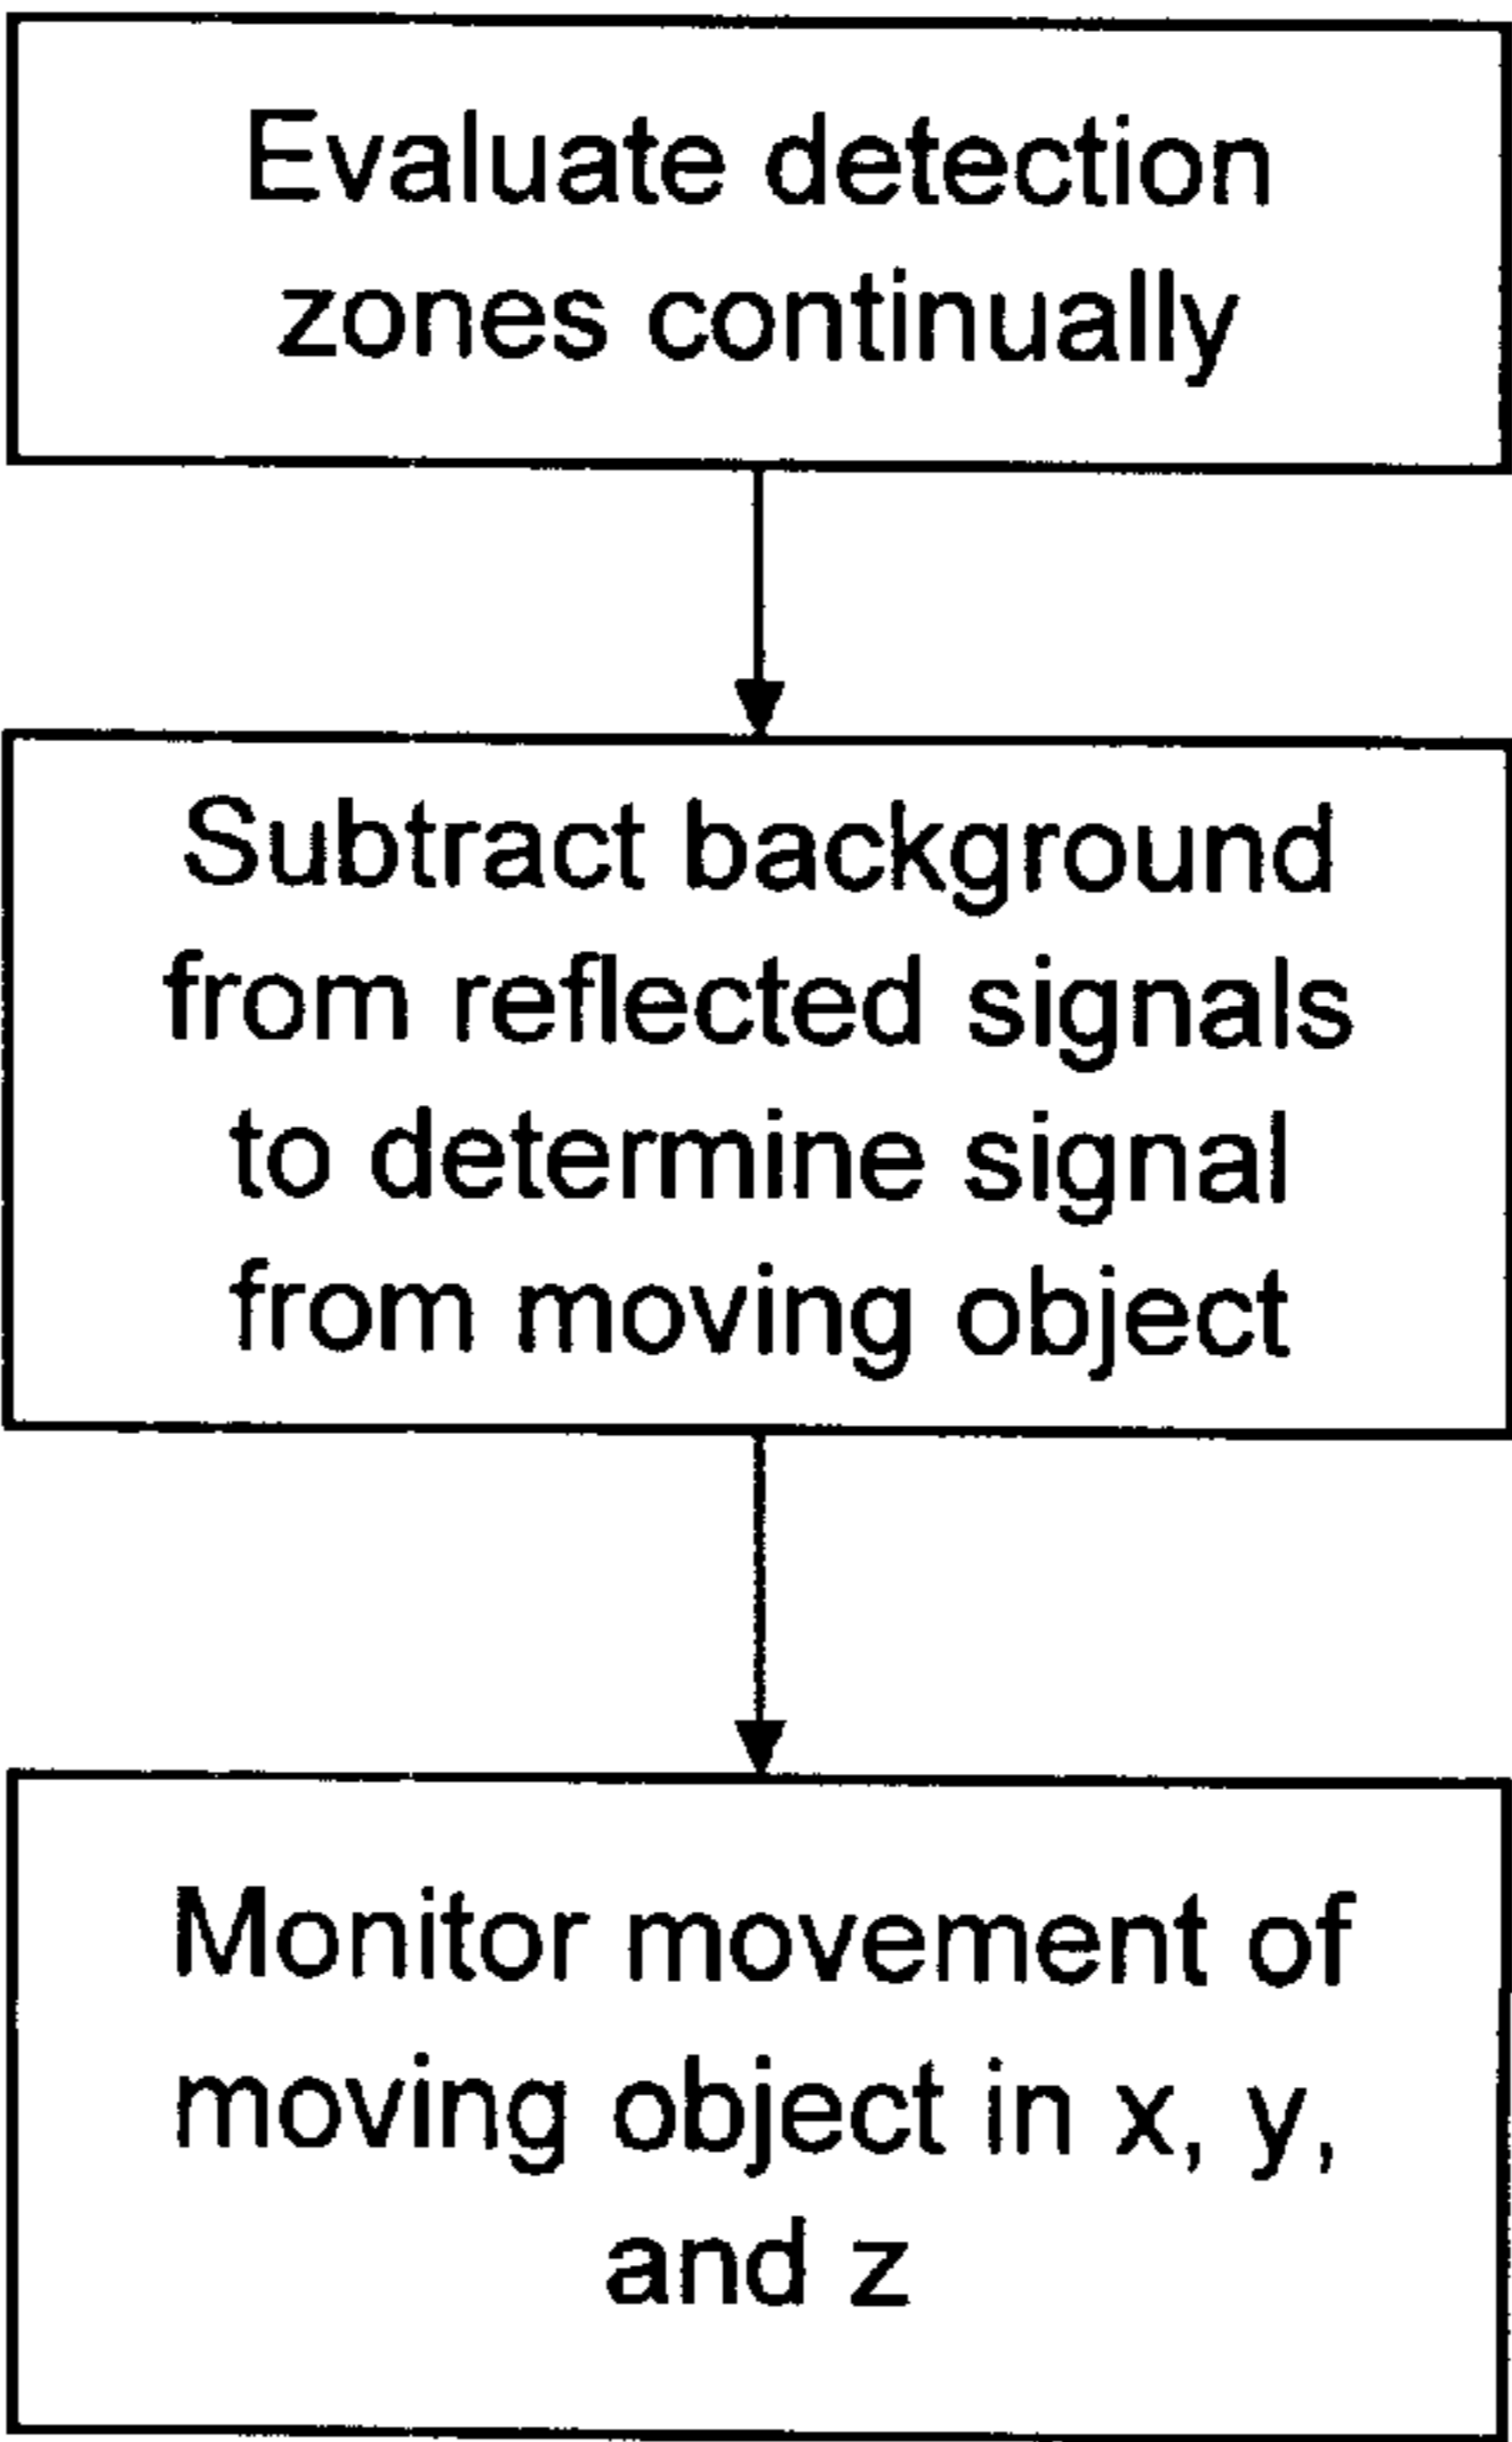 Evaluate detection
zones continually
Subtract background
from reflected signals
to determine signal
from moving object
Monitor movement of
moving object in x, y,
and z